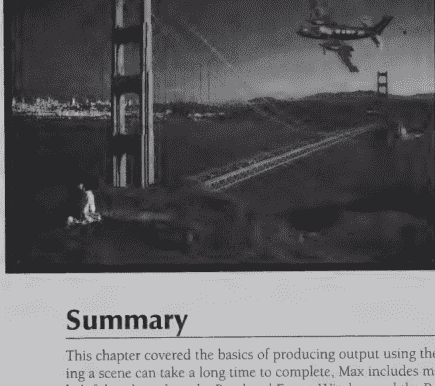 Summary
This chapter covered the basics of producing output using the
ing a scene can take a long time to complete, Max includes m